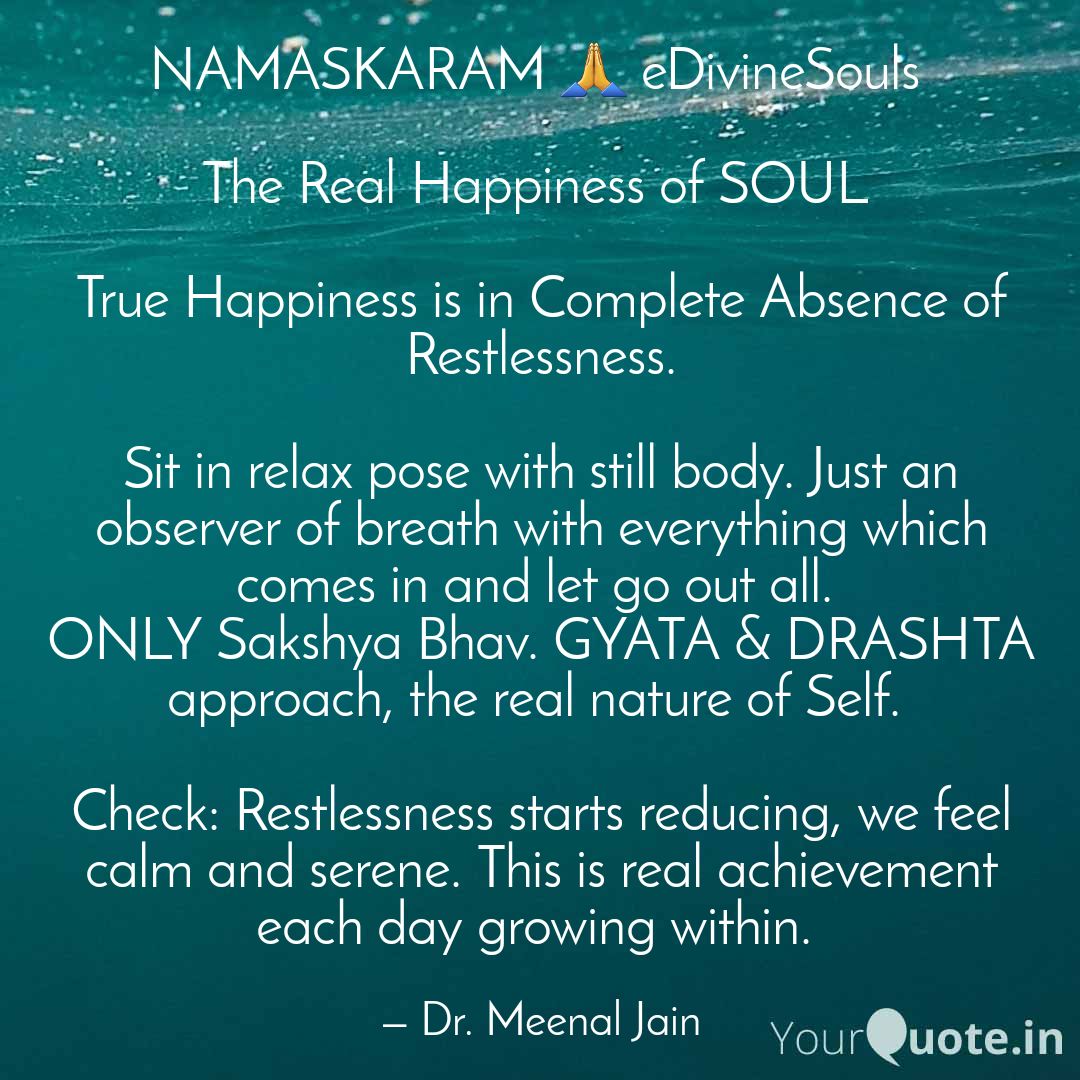 NAMASKARAM 🙏 eDivineSouls
The Real Happiness of SOUL
True Happiness is in Complete Absence of
Restlessness.
Sit in relax pose with still body. Just an
observer of breath with everything which
comes in and let go out all.
ONLY Sakshya Bhav. GYATA & DRASHTA
approach, the real nature of Self.
Check: Restlessness starts reducing, we feel
calm and serene. This is real achievement
each day growing within.
– Dr. Meenal Jain
YourQuote.in